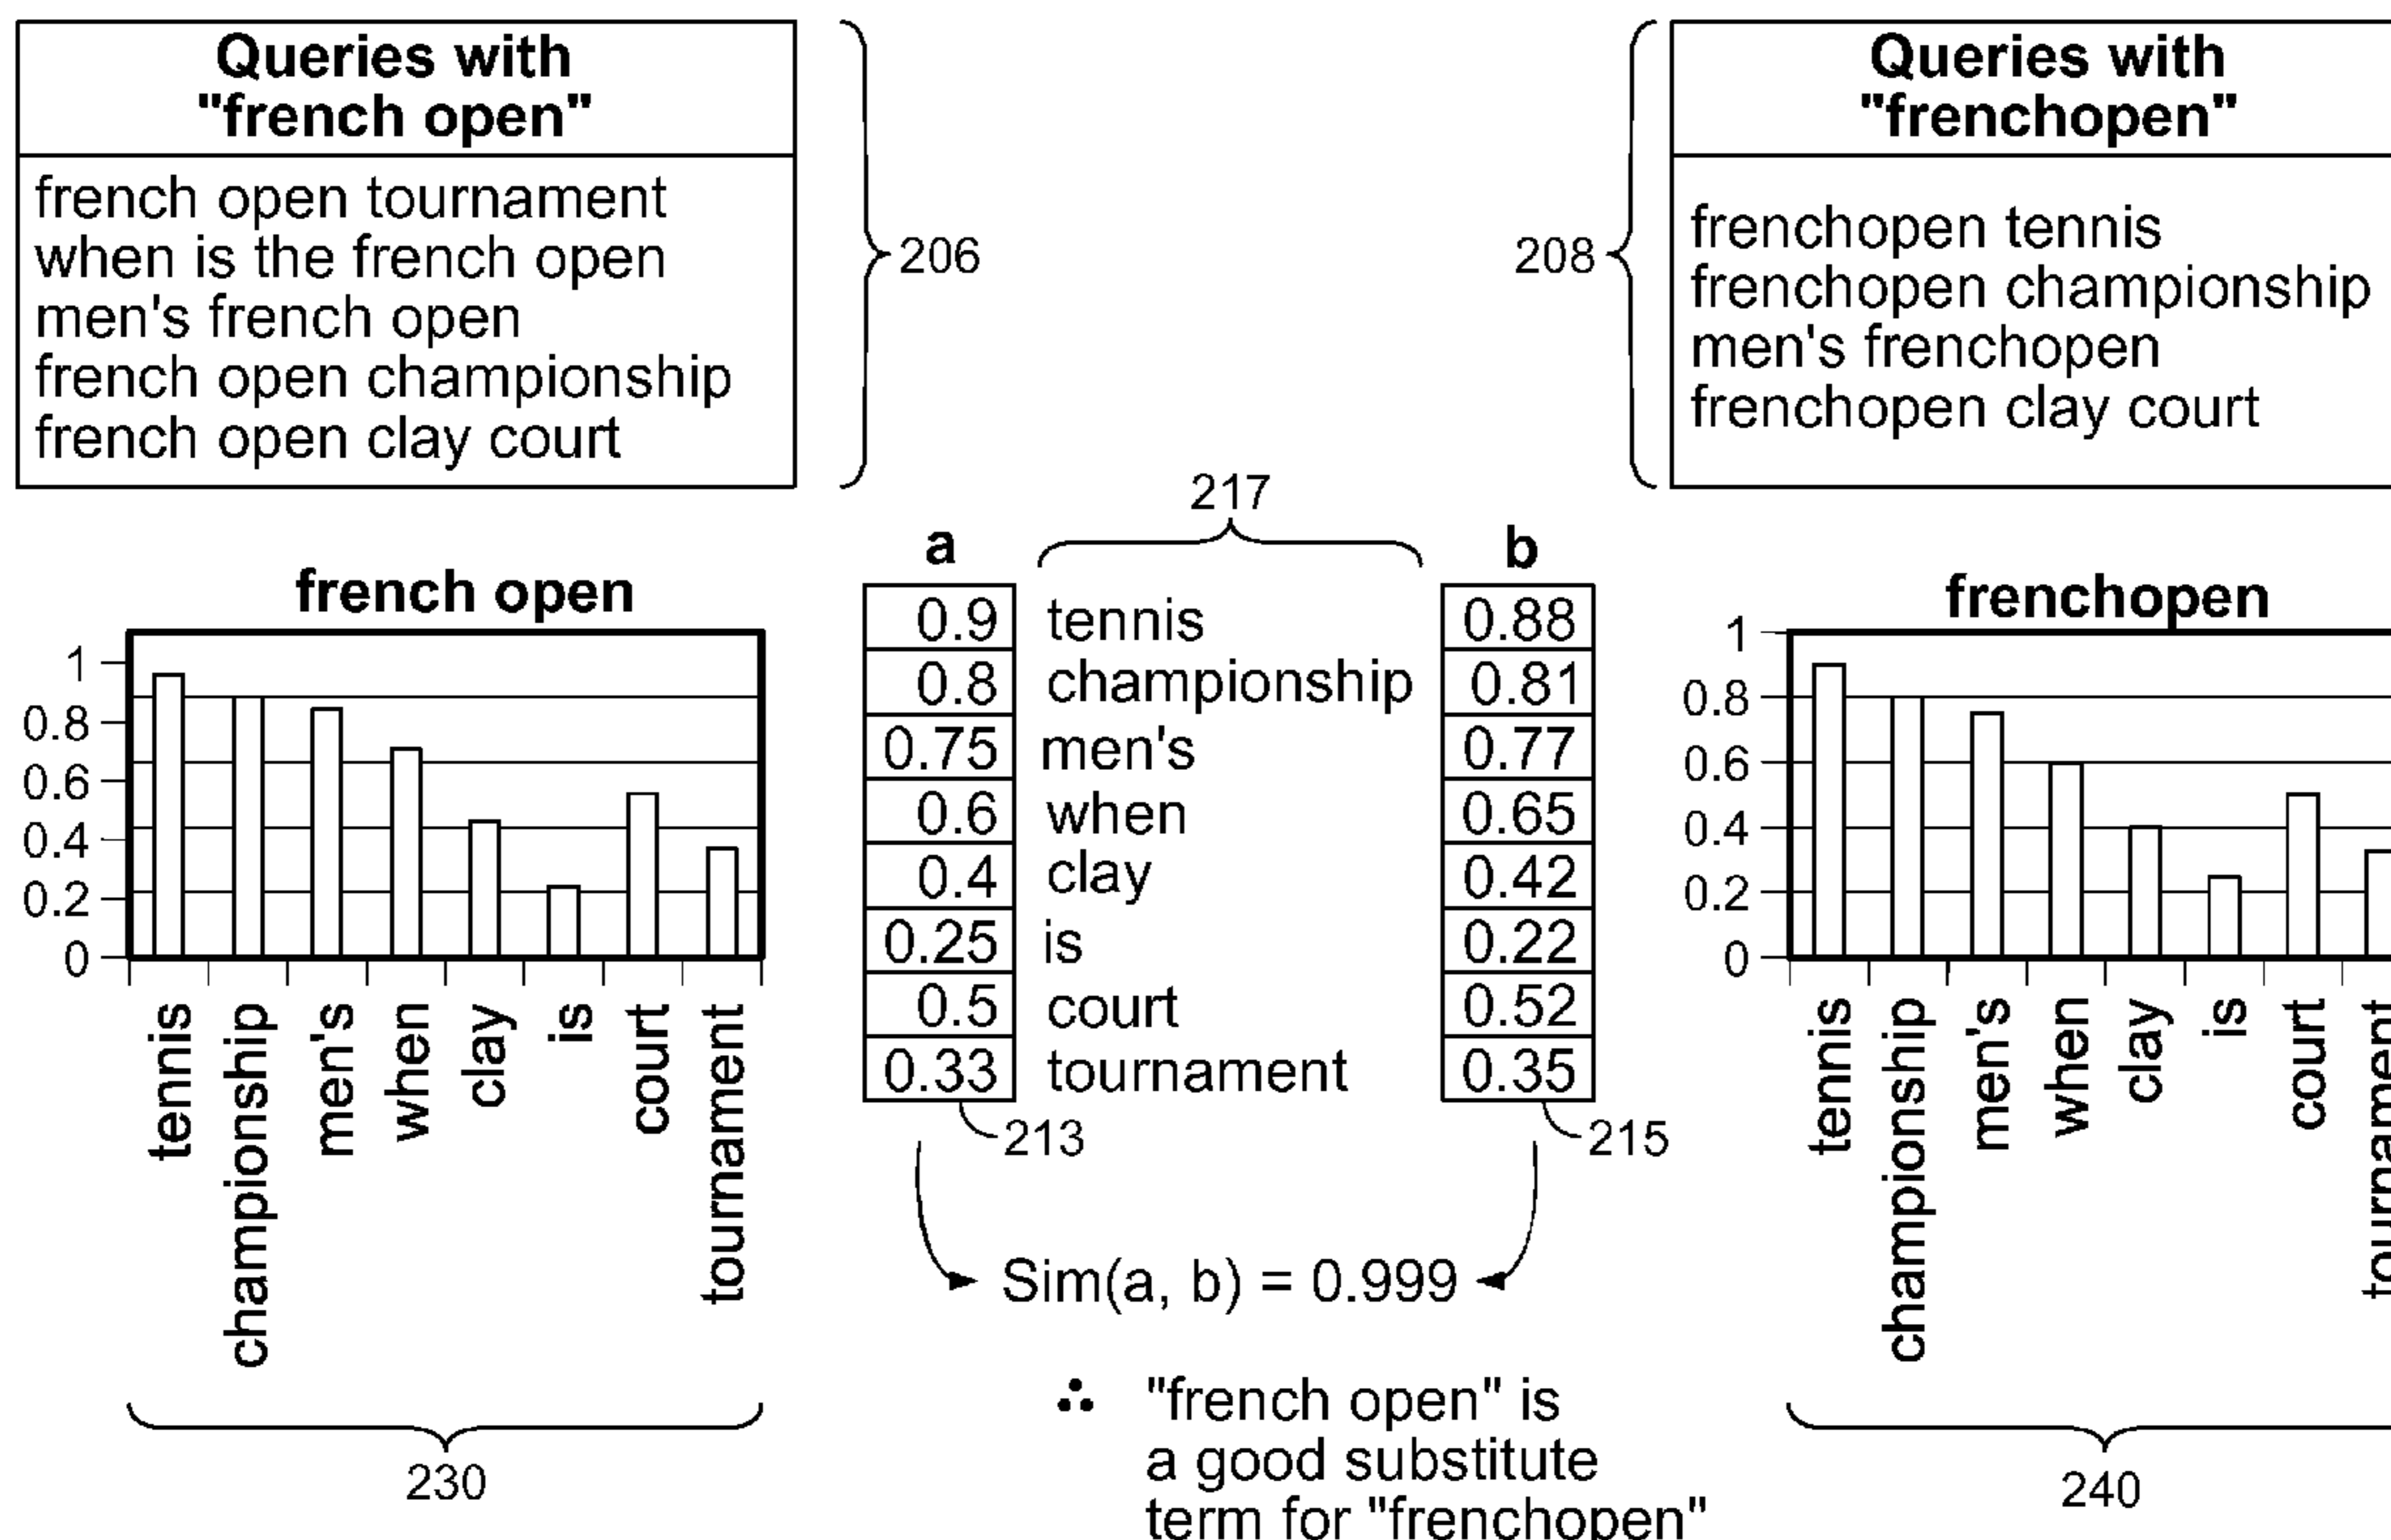 Queries with
"french open"
french open tournament
when is the french open
men's french open
french open championship
french open clay court
206
208
Queries with
"frenchopen"
frenchopen tennis
frenchopen championship
men's frenchopen
frenchopen clay court
french open
1
0.8
0.6
0.4
0.2
0
tennis
championship
men's
when
clay
is
court
tournament
230
217
a
b
0.9 tennis 0.88
0.8 championship 0.81
0.75 men's 0.77
0.6 when 0.65
0.4 clay 0.42
0.25 is 0.22
0.5 court 0.52
0.33 tournament 0.35
213
215
Sim(a, b) = 0.999
∴ "french open" is
a good substitute
term for "frenchopen"
frenchopen
1
0.8
0.6
0.4
0.2
0
tennis
championship
men's
when
clay
is
court
tournament
240